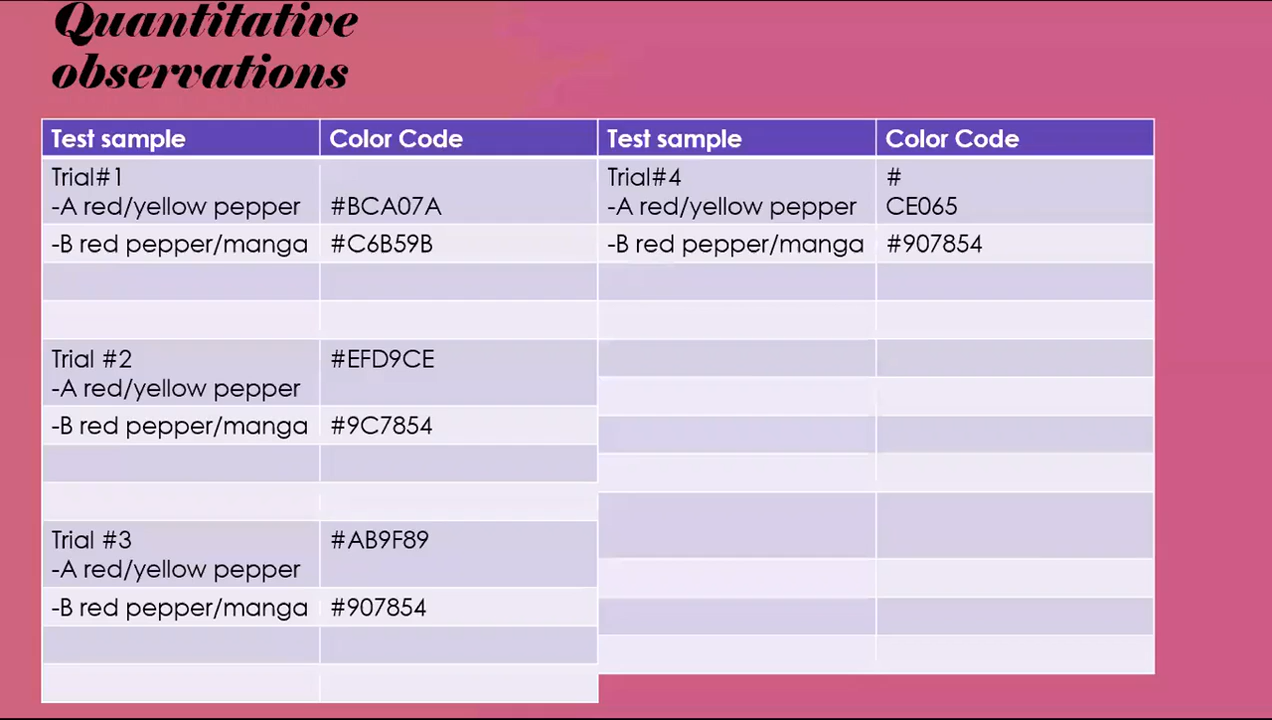 Quantitative
observations
Test sample
Color Code
Trial#1
-A red/yellow pepper
#BCA07A
-B red pepper/manga
#C6B59B
Trial #2
-A red/yellow pepper
#EFD9CE
-B red pepper/manga
#9C7854
Trial #3
-A red/yellow pepper
#AB9F89
-B red pepper/manga
#907854
Test sample
Color Code
Trial#4
-A red/yellow pepper
#
CE065
-B red pepper/manga
#907854